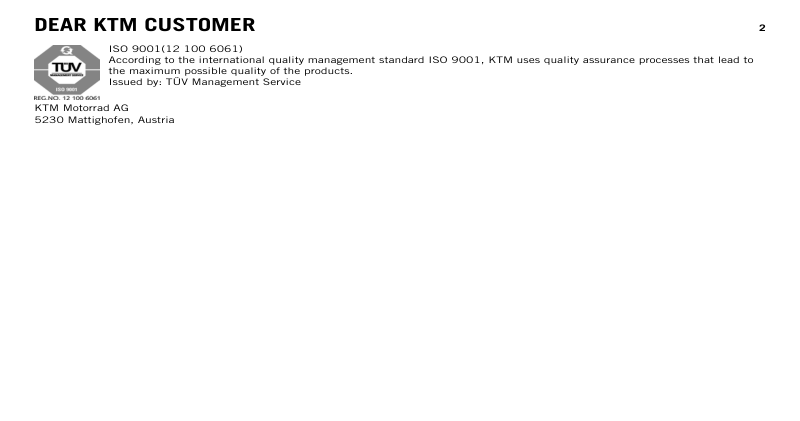 DEAR KTM CUSTOMER
2
TÜV
MANAGEMENT SERVICE
ISO 9001
REG.NO. 12 100 6061
ISO 9001(12 100 6061)
According to the international quality management standard ISO 9001, KTM uses quality assurance processes that lead to
the maximum possible quality of the products.
Issued by: TÜV Management Service
KTM Motorrad AG
5230 Mattighofen, Austria